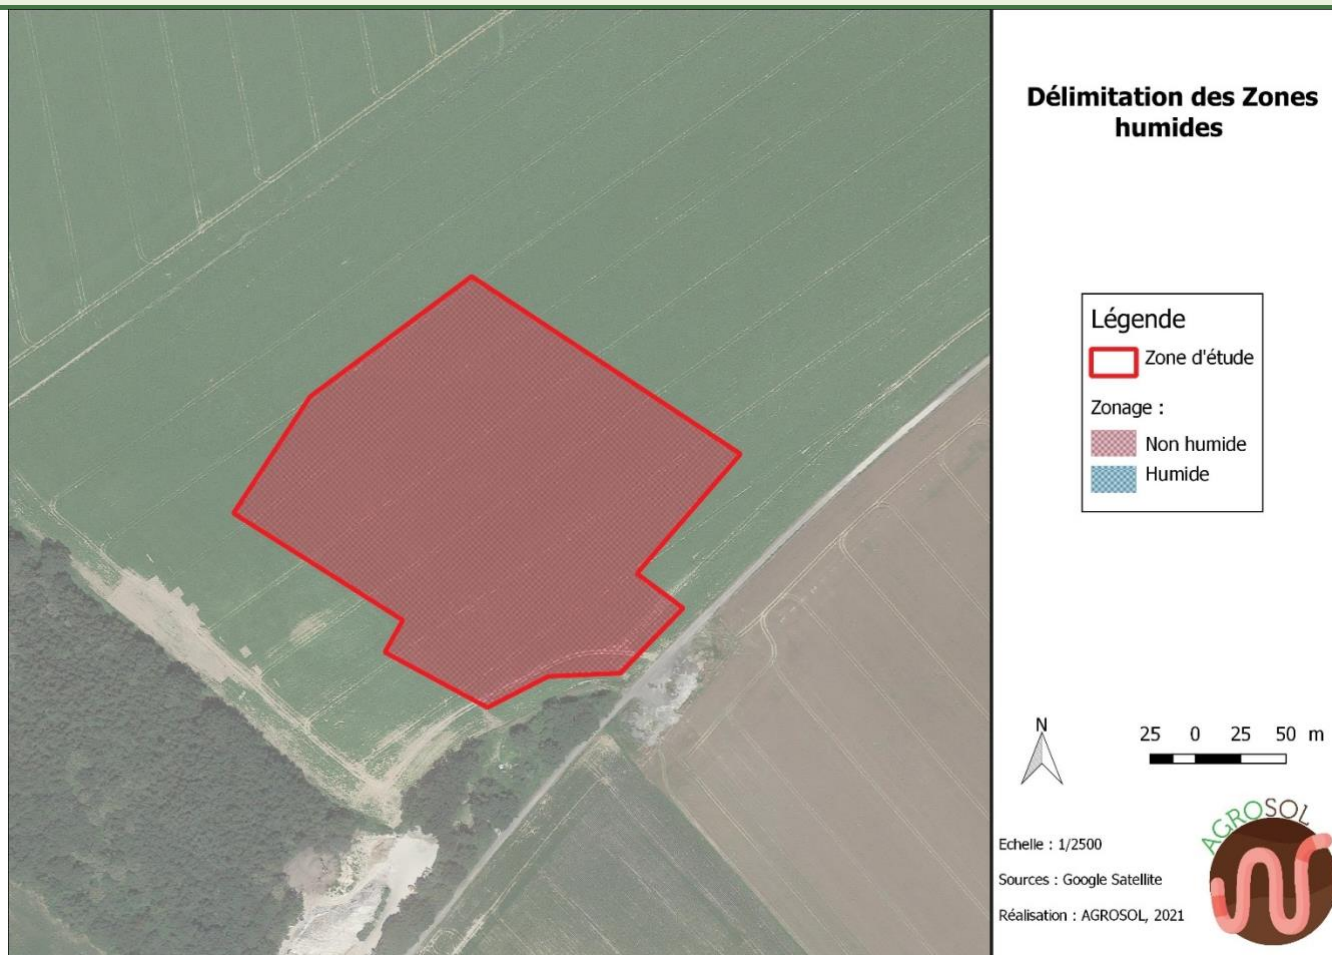 Délimitation des Zones
humides
Légende
Zone d'étude
Zonage :
Non humide
Humide
N
25 0 25 50 m
Echelle : 1/2500
Sources : Google Satellite
Réalisation : AGROSOL, 2021
AGROSOL